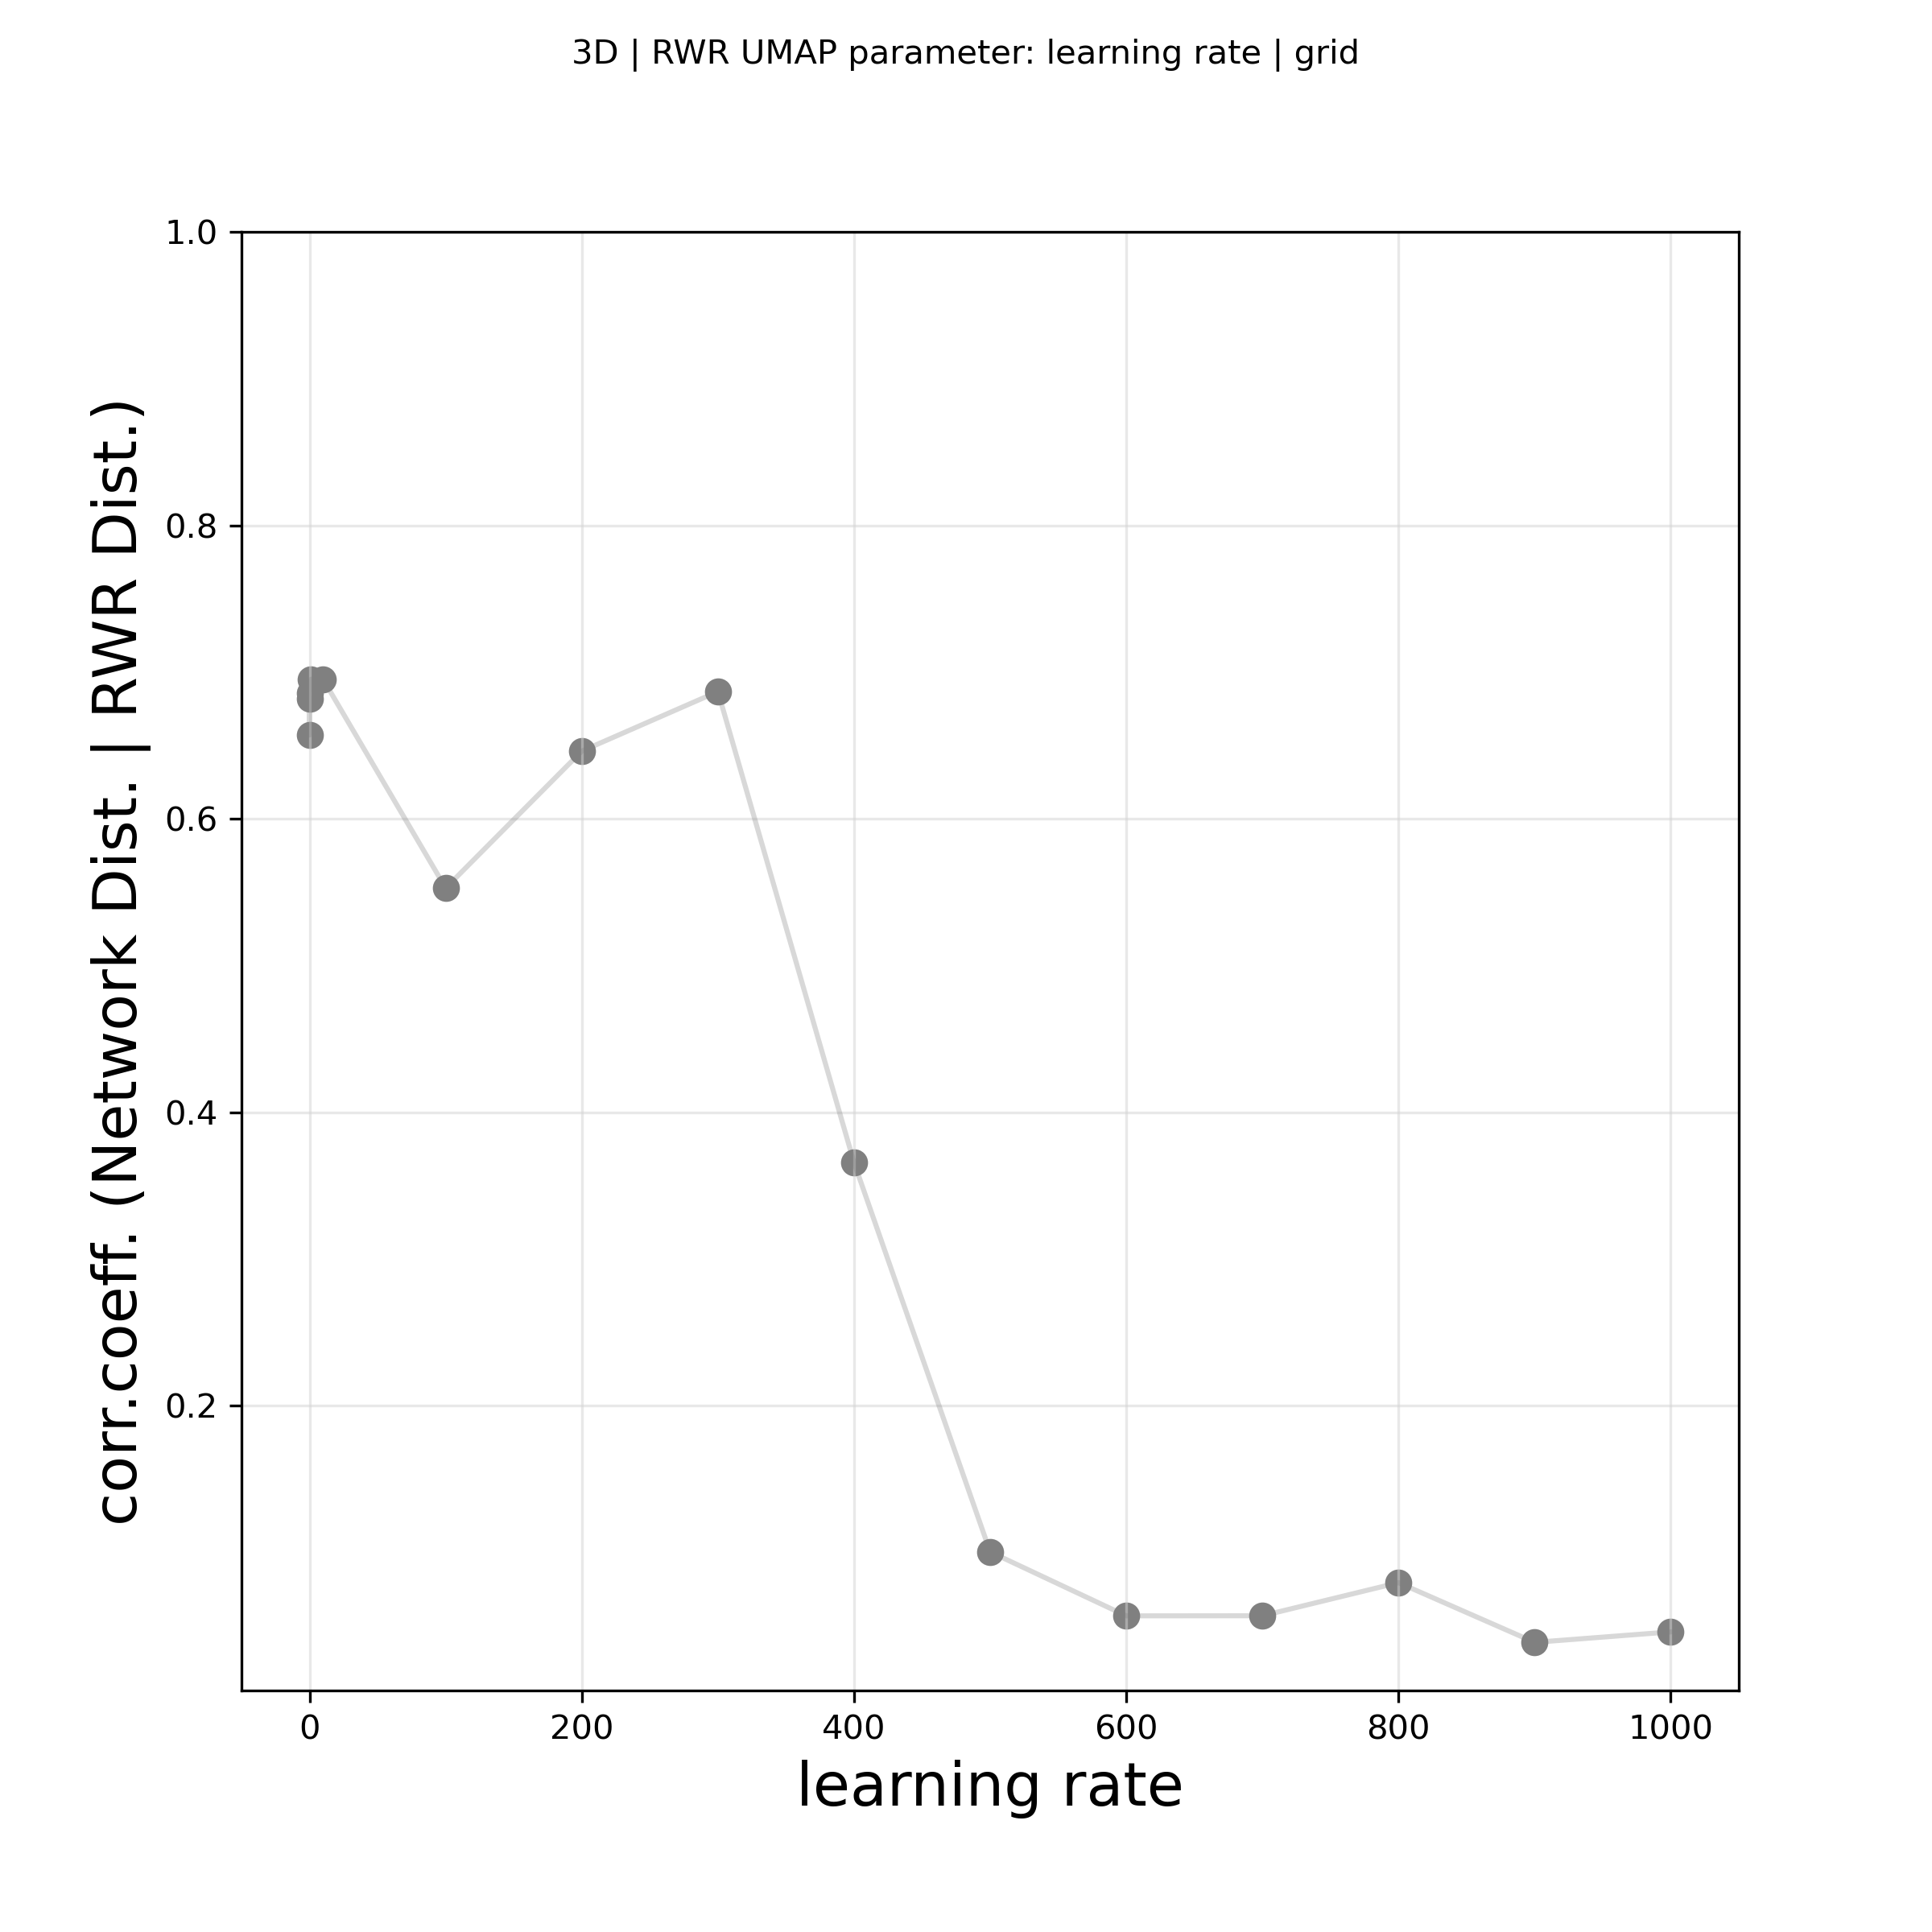 3D | RWR UMAP parameter: learning rate | grid
corr.coeff. (Network Dist. | RWR Dist.)
1.0
0.8
0.6
0.4
0.2
0 200 400 600 800 1000
learning rate